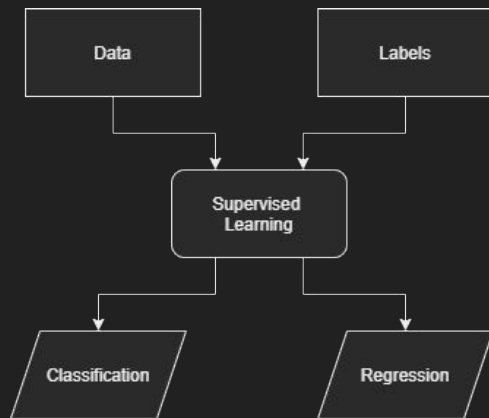 Data
Labels
Supervised
Learning
Classification
Regression